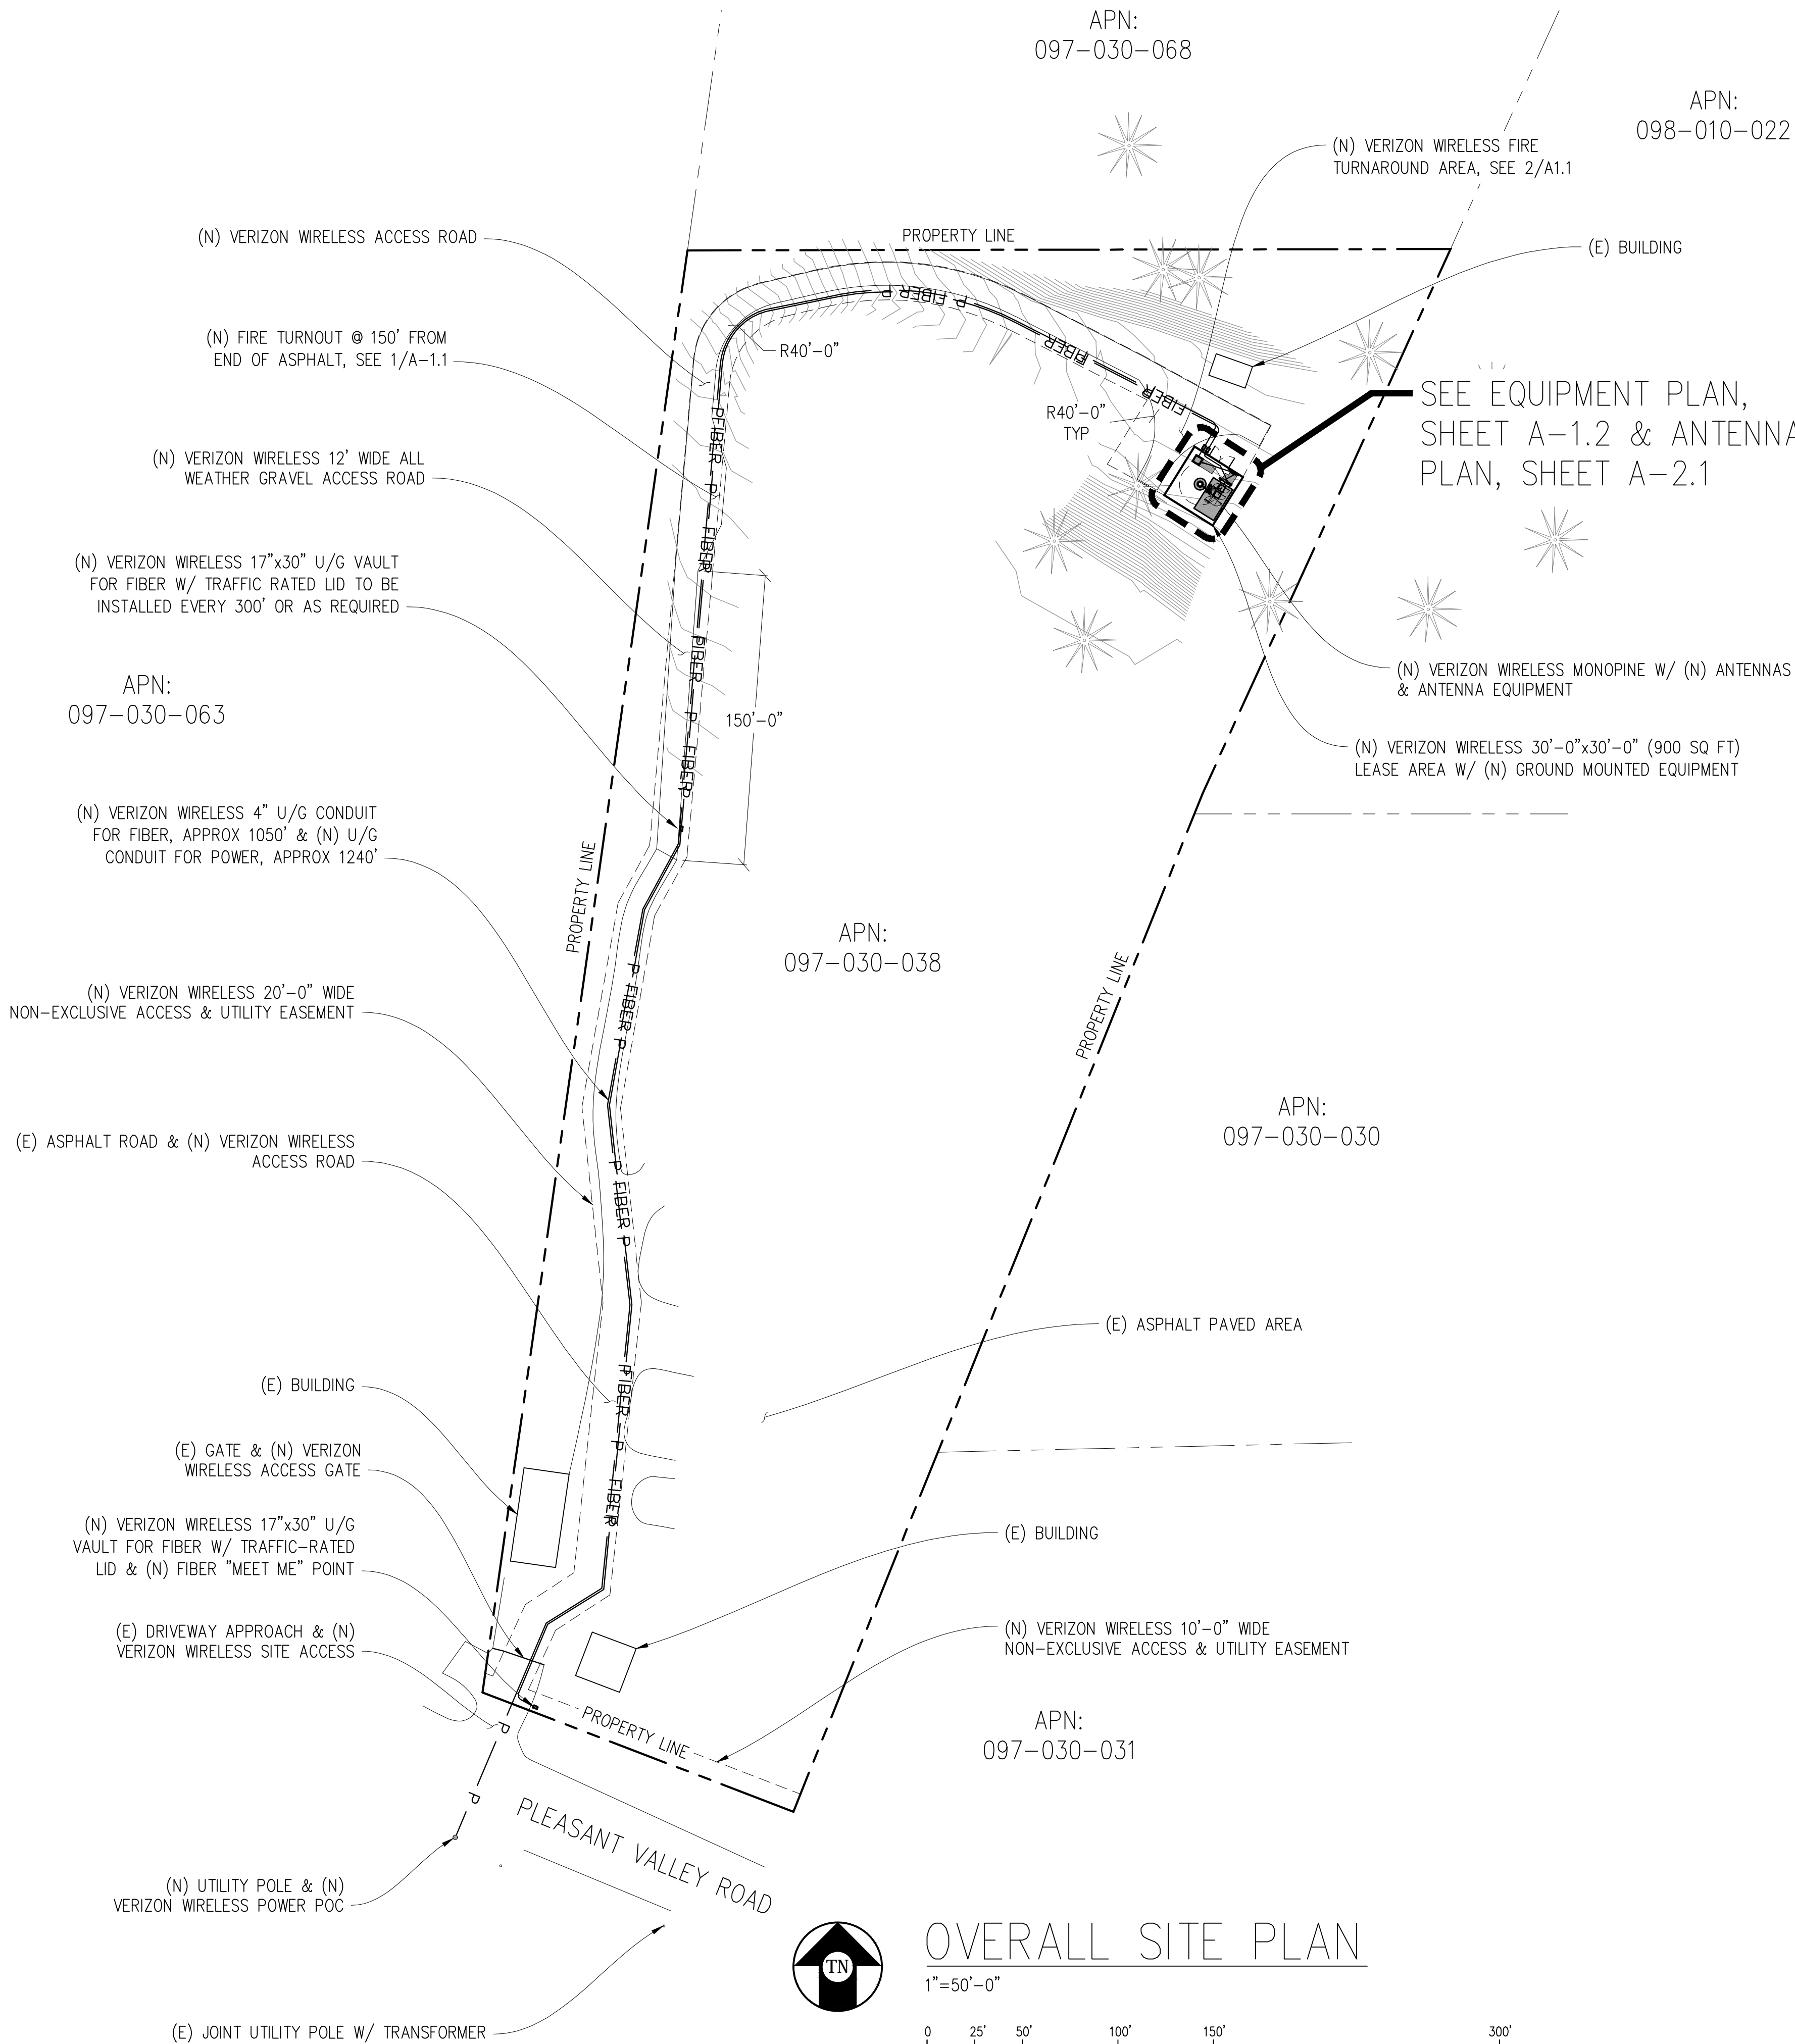 APN:
097-030-068
APN:
098-010-022
(N) VERIZON WIRELESS FIRE
TURNAROUND AREA, SEE 2/A1.1
(N) VERIZON WIRELESS ACCESS ROAD
PROPERTY LINE
(E) BUILDING
P FIBER P
(N) FIRE TURNOUT @ 150' FROM
END OF ASPHALT, SEE 1/A-1.1
R40'-0"
FIBER
FIBER
R40'-0"
TYP
SEE EQUIPMENT PLAN,
SHEET A-1.2 & ANTENNA
PLAN, SHEET A-2.1
P FIBER P
FIBER
(N) VERIZON WIRELESS 12' WIDE ALL
WEATHER GRAVEL ACCESS ROAD
(N) VERIZON WIRELESS 17"x30" U/G VAULT
FOR FIBER W/ TRAFFIC RATED LID TO BE
INSTALLED EVERY 300' OR AS REQUIRED
FIBER P
FIBER P
(N) VERIZON WIRELESS MONOPINE W/ (N) ANTENNAS
& ANTENNA EQUIPMENT
APN:
097-030-063
150'-0"
(N) VERIZON WIRELESS 30'-0"x30'-0" (900 SQ FT)
LEASE AREA W/ (N) GROUND MOUNTED EQUIPMENT
(N) VERIZON WIRELESS 4" U/G CONDUIT
FOR FIBER, APPROX 1050' & (N) U/G
CONDUIT FOR POWER, APPROX 1240'
PROPERTY LINE
APN:
097-030-038
PROPERTY LINE
P FIBER P
(N) VERIZON WIRELESS 20'-0" WIDE
NON-EXCLUSIVE ACCESS & UTILITY EASEMENT
APN:
097-030-030
(E) ASPHALT ROAD & (N) VERIZON WIRELESS
ACCESS ROAD
P FIBER P
(E) ASPHALT PAVED AREA
(E) BUILDING
P FIBER P
(E) GATE & (N) VERIZON
WIRELESS ACCESS GATE
FIBER
(N) VERIZON WIRELESS 17"x30" U/G
VAULT FOR FIBER W/ TRAFFIC-RATED
LID & (N) FIBER "MEET ME" POINT
(E) BUILDING
(E) DRIVEWAY APPROACH & (N)
VERIZON WIRELESS SITE ACCESS
(N) VERIZON WIRELESS 10'-0" WIDE
NON-EXCLUSIVE ACCESS & UTILITY EASEMENT
PROPERTY LINE
APN:
097-030-031
P
P
PLEASANT VALLEY ROAD
(N) UTILITY POLE & (N)
VERIZON WIRELESS POWER POC
TN
OVERALL SITE PLAN
1"=50'-0"
(E) JOINT UTILITY POLE W/ TRANSFORMER
0 25' 50' 100' 150' 300'